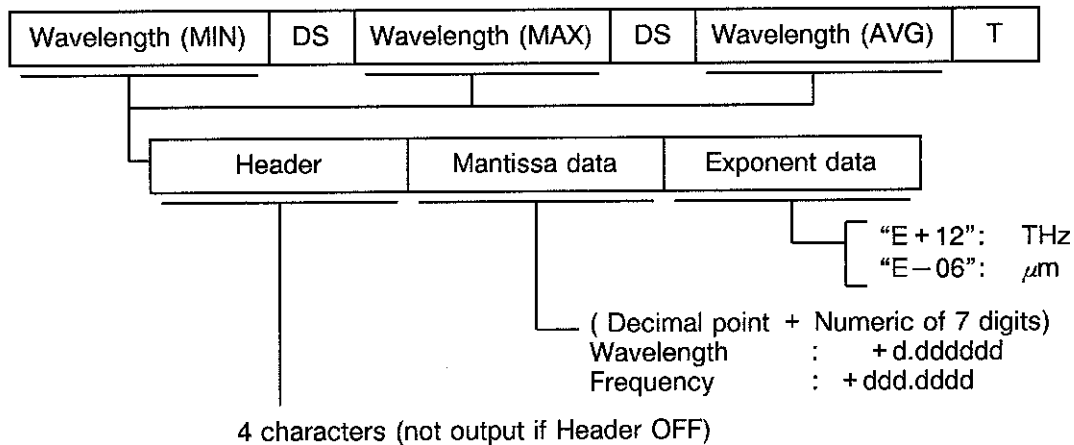 Wavelength (MIN) DS Wavelength (MAX) DS Wavelength (AVG) T
Header Mantissa data Exponent data
"E+12": THz
"E−06": μm
( Decimal point + Numeric of 7 digits)
Wavelength : +d.dddddd
Frequency : +ddd.dddd
4 characters (not output if Header OFF)